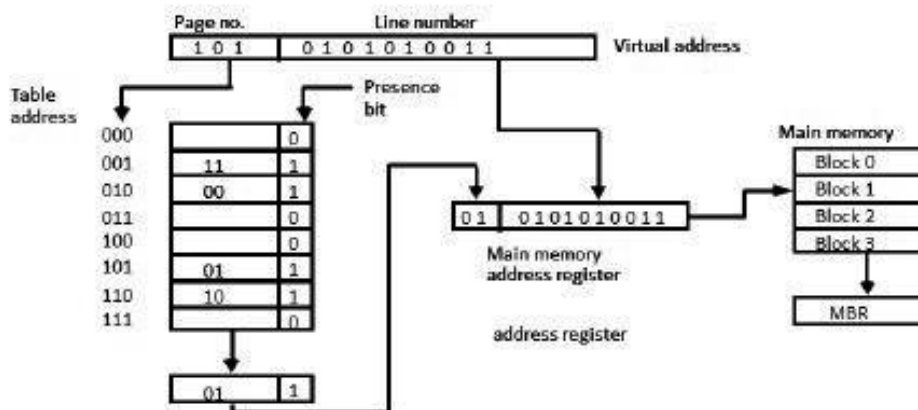 Page no. Line number
1 0 1 0 1 0 1 0 1 0 0 1 1 Virtual address
Table address
Presence bit
000 0
001 11 1
010 00 1
011 0
100 0
101 01 1
110 10 1
111 0
01 1
01 0101010011
Main memory
address register
address register
Main memory
Block 0
Block 1
Block 2
Block 3
MBR